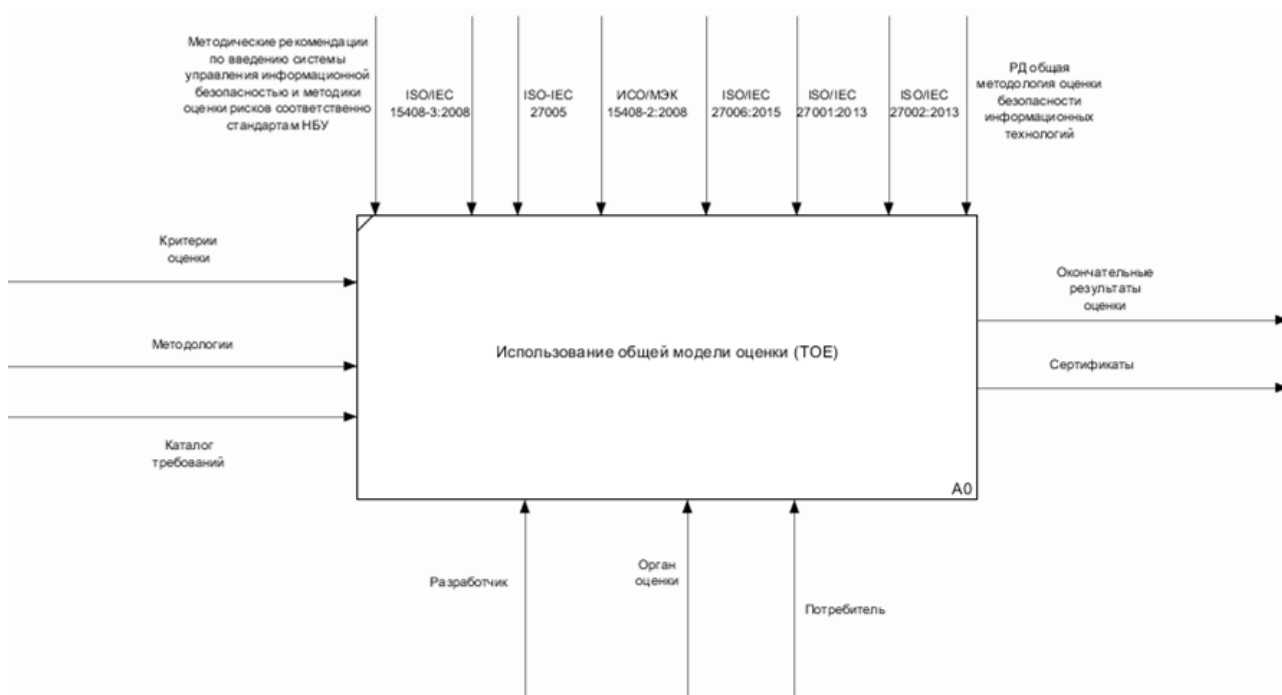 Методические рекомендации
по введению системы
управления информационной
безопасностью и методики
оценки рисков соответственно
стандартам НБУ
ISO/IEC
15408-3:2008
ISO-IEC
27005
ИСО/МЭК
15408-2:2008
ISO/IEC
27006:2015
ISO/IEC
27001:2013
ISO/IEC
27002:2013
РД общая
методология оценки
безопасности
информационных
технологий
Критерии
оценки
Методологии
Каталог
требований
Использование общей модели оценки (ТОЕ)
A0
Окончательные
результаты
оценки
Сертификаты
Разработчик
Орган
оценки
Потребитель